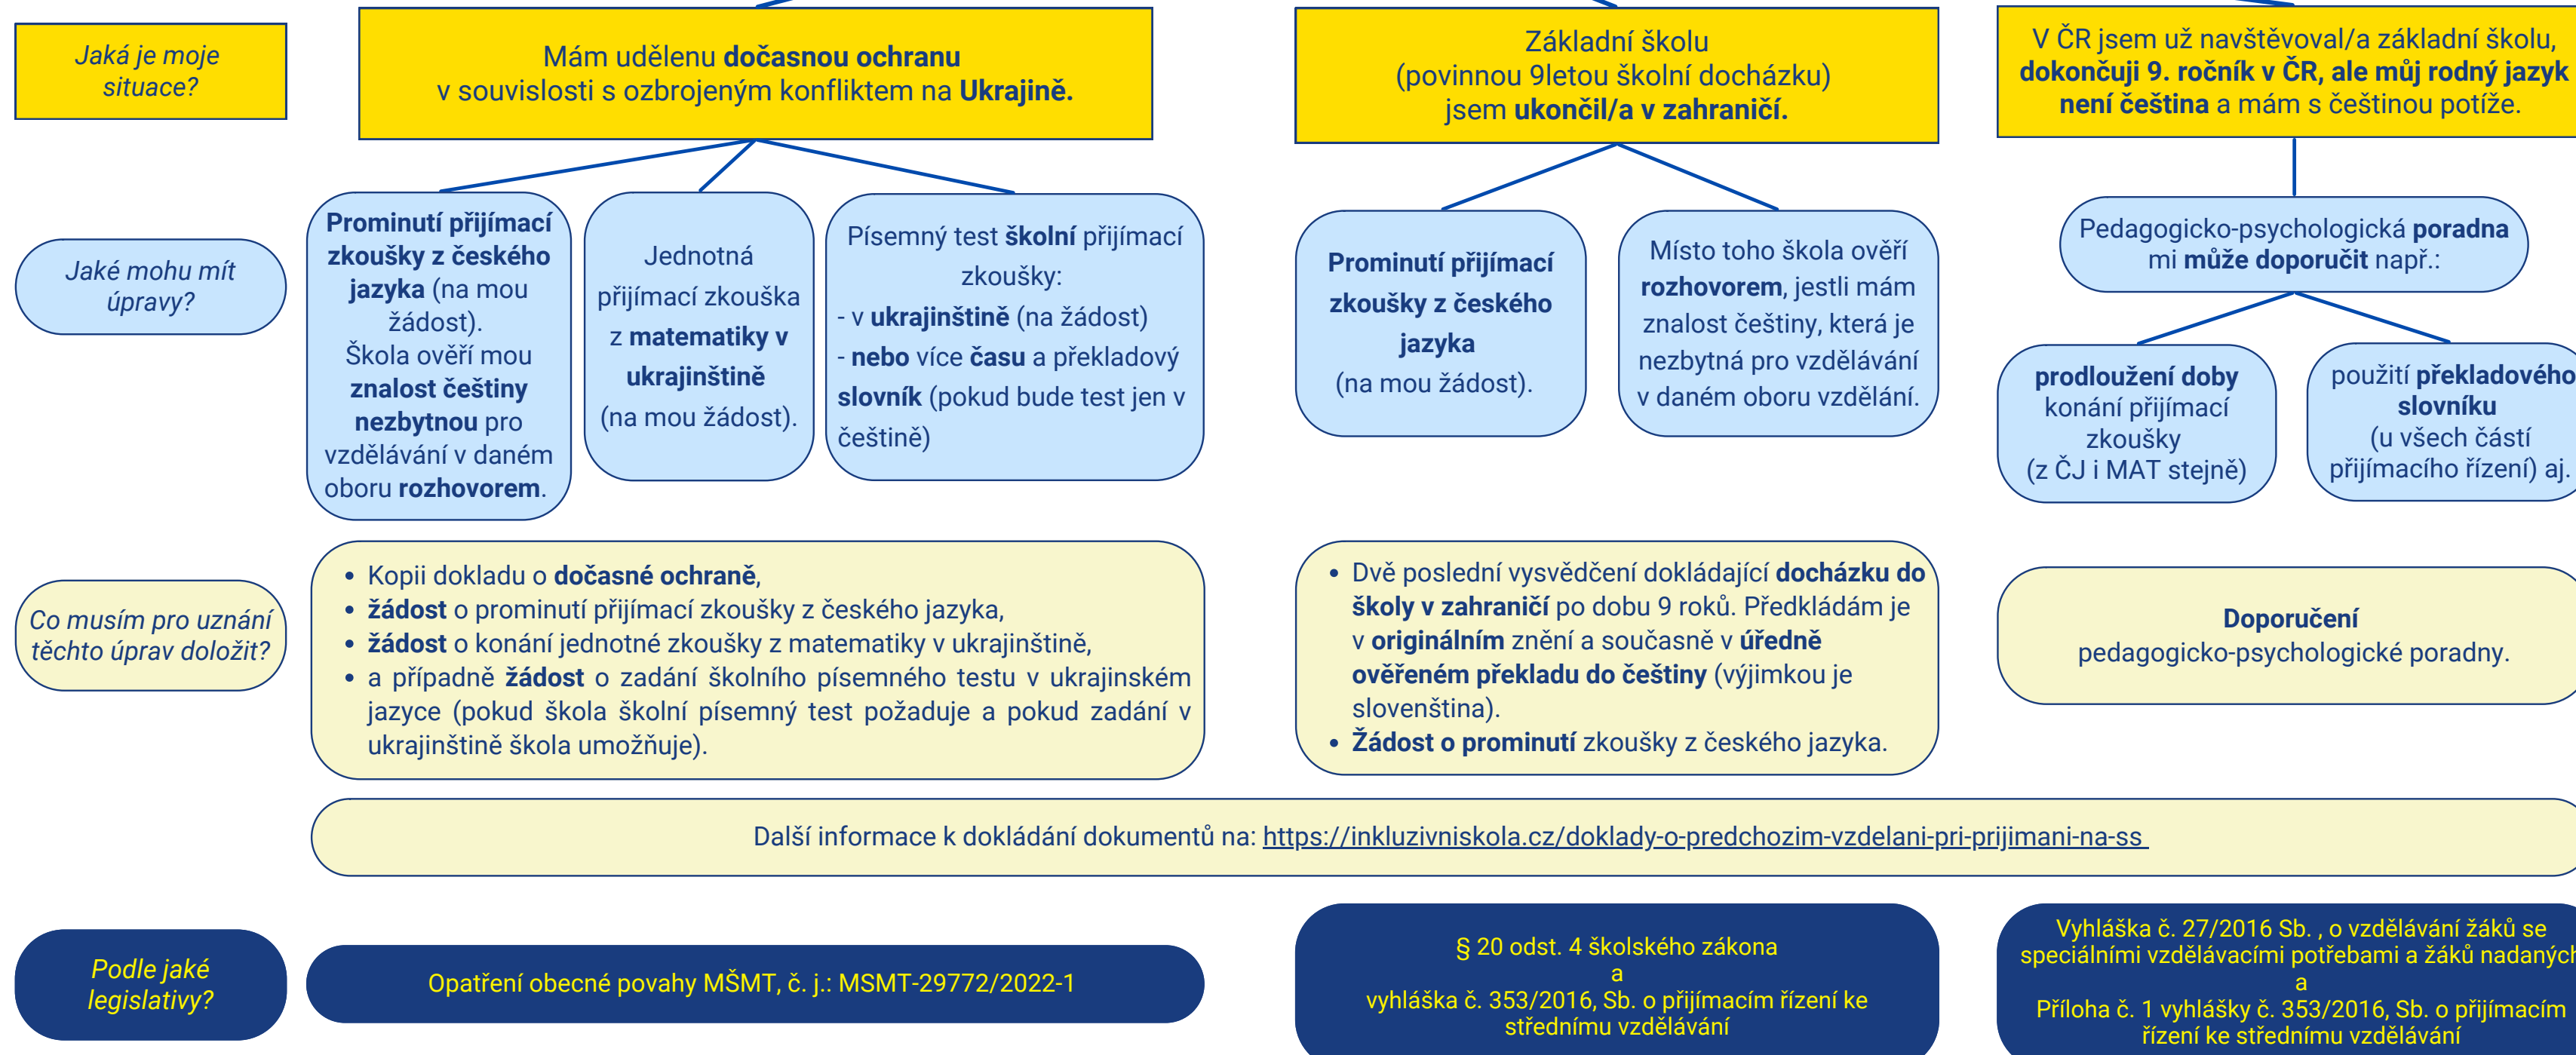 Jaká je moje
situace?
Mám udělenu dočasnou ochranu
v souvislosti s ozbrojeným konfliktem na Ukrajině.
Základní školu
(povinnou 9letou školní docházku)
jsem ukončil/a v zahraničí.
V ČR jsem už navštěvoval/a základní školu,
dokončuji 9. ročník v ČR, ale můj rodný jazyk
není čeština a mám s češtinou potíže.
Jaké mohu mít
úpravy?
Prominutí přijímací
zkoušky z českého
jazyka (na mou
žádost).
Škola ověří mou
znalost češtiny
nezbytnou pro
vzdělávání v daném
oboru rozhovorem.
Jednotná
přijímací zkouška
z matematiky v
ukrajinštině
(na mou žádost).
Písemný test školní přijímací
zkoušky:
- v ukrajinštině (na žádost)
- nebo více času a překladový
slovník (pokud bude test jen v
češtině)
Prominutí přijímací
zkoušky z českého
jazyka
(na mou žádost).
Místo toho škola ověří
rozhovorem, jestli mám
znalost češtiny, která je
nezbytná pro vzdělávání
v daném oboru vzdělání.
Pedagogicko-psychologická poradna
mi může doporučit např.:
prodloužení doby
konání přijímací
zkoušky
(z ČJ i MAT stejně)
použití překladového
slovníku
(u všech částí
přijímacího řízení) aj.
Co musím pro uznání
těchto úprav doložit?
• Kopii dokladu o dočasné ochraně,
• žádost o prominutí přijímací zkoušky z českého jazyka,
• žádost o konání jednotné zkoušky z matematiky v ukrajinštině,
• a případně žádost o zadání školního písemného testu v ukrajinském
jazyce (pokud škola školní písemný test požaduje a pokud zadání v
ukrajinštině škola umožňuje).
• Dvě poslední vysvědčení dokládající docházku do
školy v zahraničí po dobu 9 roků. Předkládám je
v originálním znění a současně v úředně
ověřeném překladu do češtiny (výjimkou je
slovenština).
• Žádost o prominutí zkoušky z českého jazyka.
Doporučení
pedagogicko-psychologické poradny.
Další informace k dokládání dokumentů na: https://inkluzivniskola.cz/doklady-o-predchozim-vzdelani-pri-prijimani-na-ss
Podle jaké
legislativy?
Opatření obecné povahy MŠMT, č. j.: MSMT-29772/2022-1
§ 20 odst. 4 školského zákona
a
vyhláška č. 353/2016, Sb. o přijímacím řízení ke
střednímu vzdělávání
Vyhláška č. 27/2016 Sb. , o vzdělávání žáků se
speciálními vzdělávacími potřebami a žáků nadaných
a
Příloha č. 1 vyhlášky č. 353/2016, Sb. o přijímacím
řízení ke střednímu vzdělávání